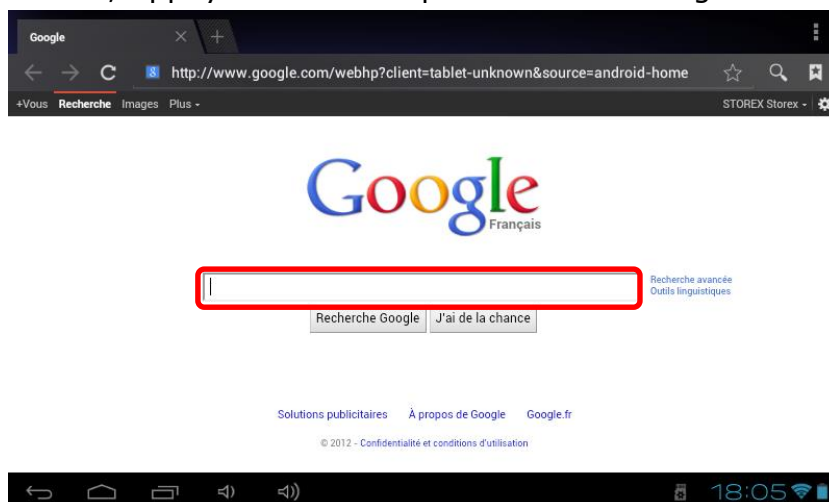 Google
http://www.google.com/webhp?client=tablet-unknown&source=android-home
+Vous Recherche Images Plus
STOREX Storex
Google
Français
Recherche avancée
Outils linguistiques
Recherche Google J'ai de la chance
Solutions publicitaires À propos de Google Google.fr
© 2012 - Confidentialité et conditions d'utilisation
18:05